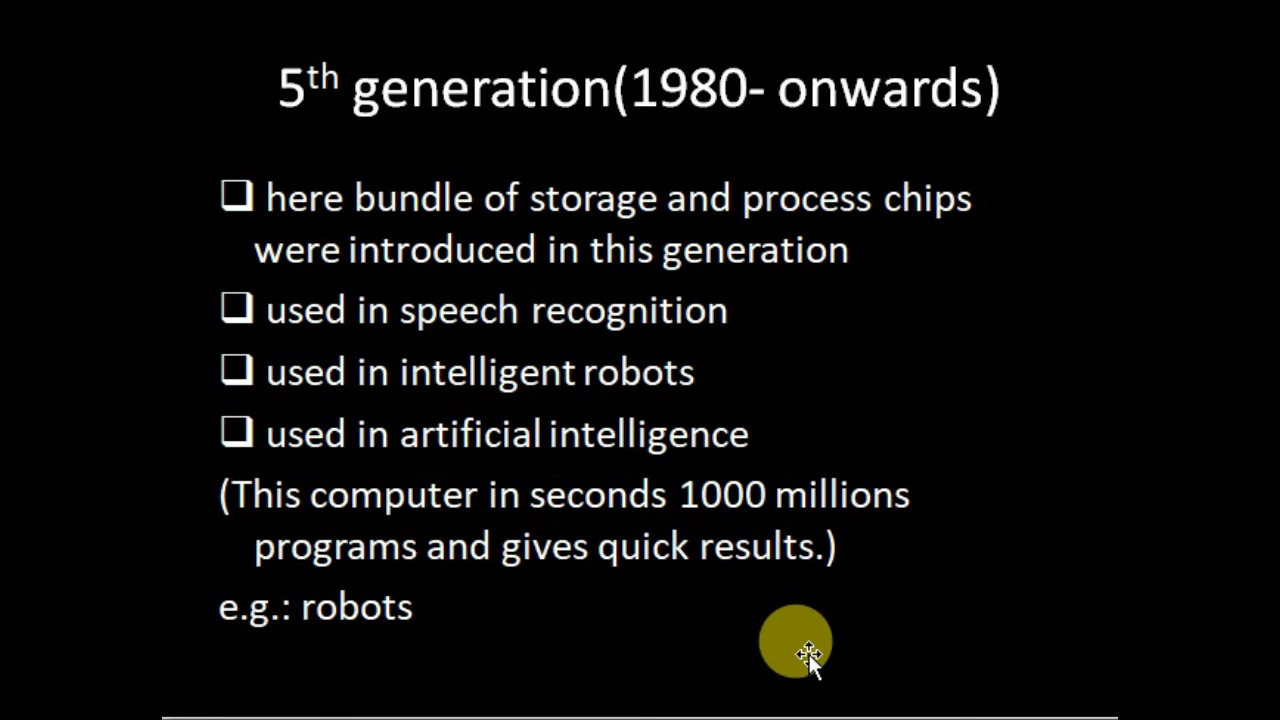 5th generation(1980- onwards)
❑ here bundle of storage and process chips
were introduced in this generation
❑ used in speech recognition
❑ used in intelligent robots
❑ used in artificial intelligence
(This computer in seconds 1000 millions
programs and gives quick results.)
e.g.: robots